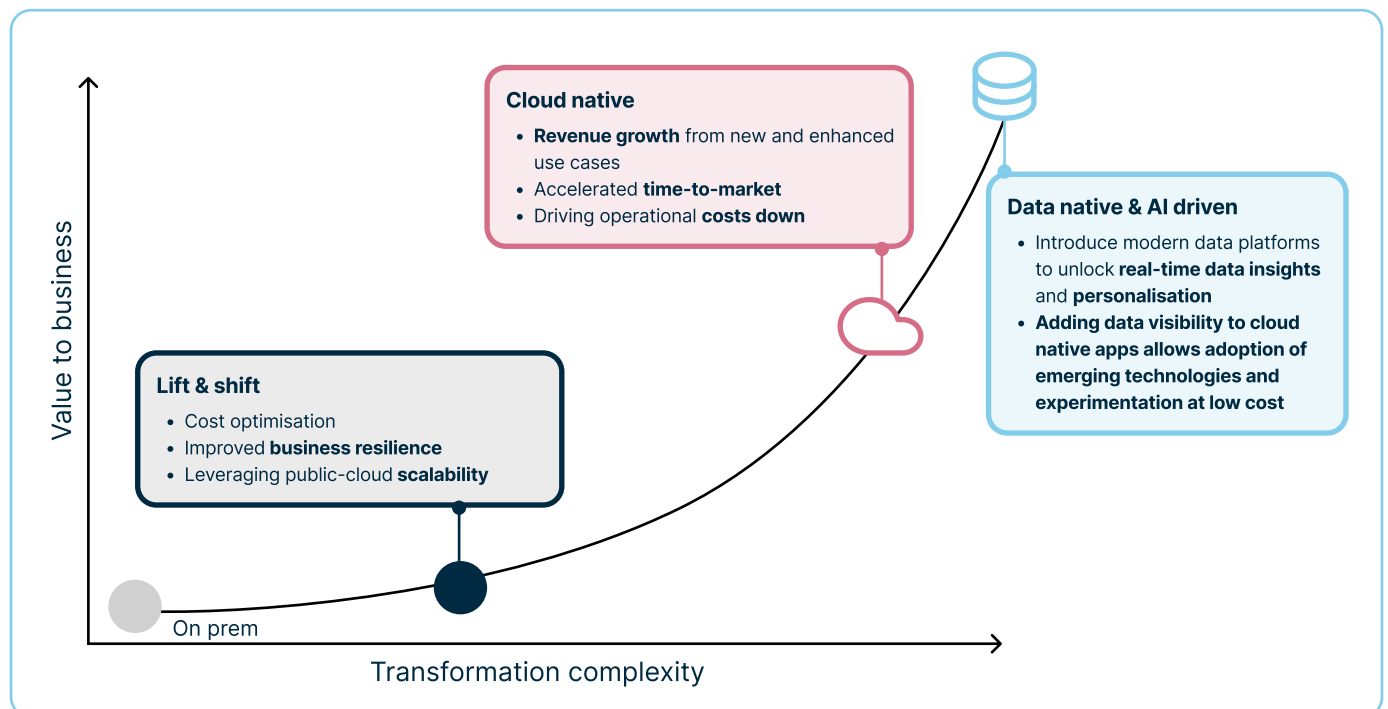 Cloud native
• Revenue growth from new and enhanced
use cases
• Accelerated time-to-market
• Driving operational costs down
Data native & AI driven
• Introduce modern data platforms
to unlock real-time data insights
and personalisation
• Adding data visibility to cloud
native apps allows adoption of
emerging technologies and
experimentation at low cost
Value to business
Lift & shift
• Cost optimisation
• Improved business resilience
• Leveraging public-cloud scalability
On prem
Transformation complexity